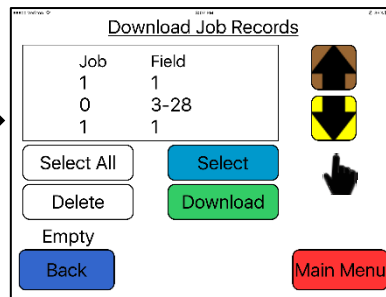 Download Job Records
Job Field
1 1
0 3-28
1 1
Select All Select
Delete Download
Empty
Back Main Menu